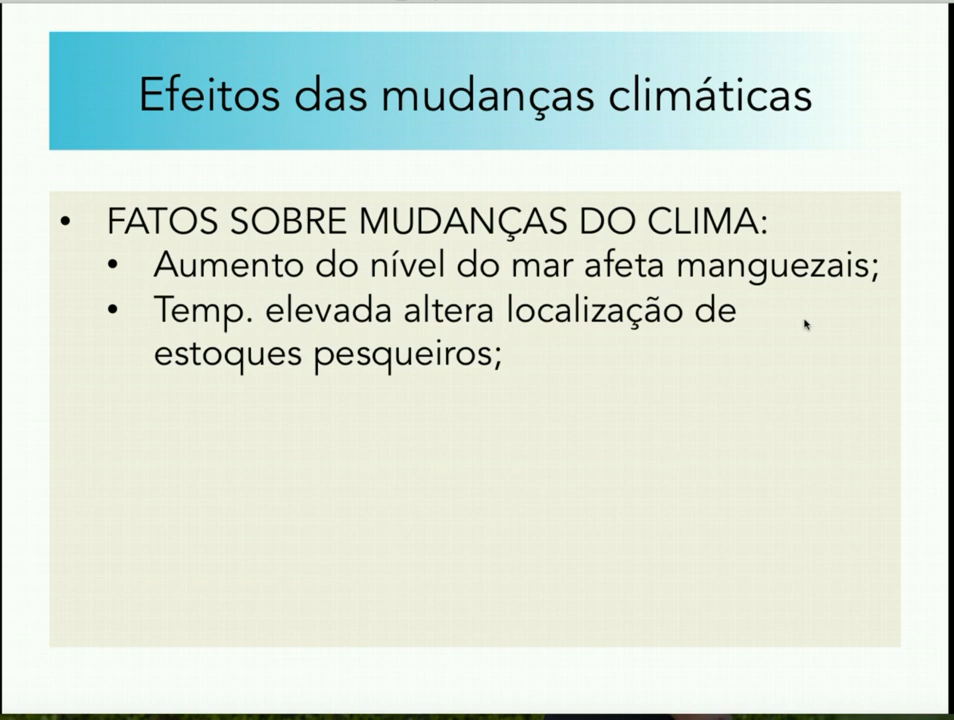 Efeitos das mudanças climáticas
• FATOS SOBRE MUDANÇAS DO CLIMA:
• Aumento do nível do mar afeta manguezais;
• Temp. elevada altera localização de
estoques pesqueiros;